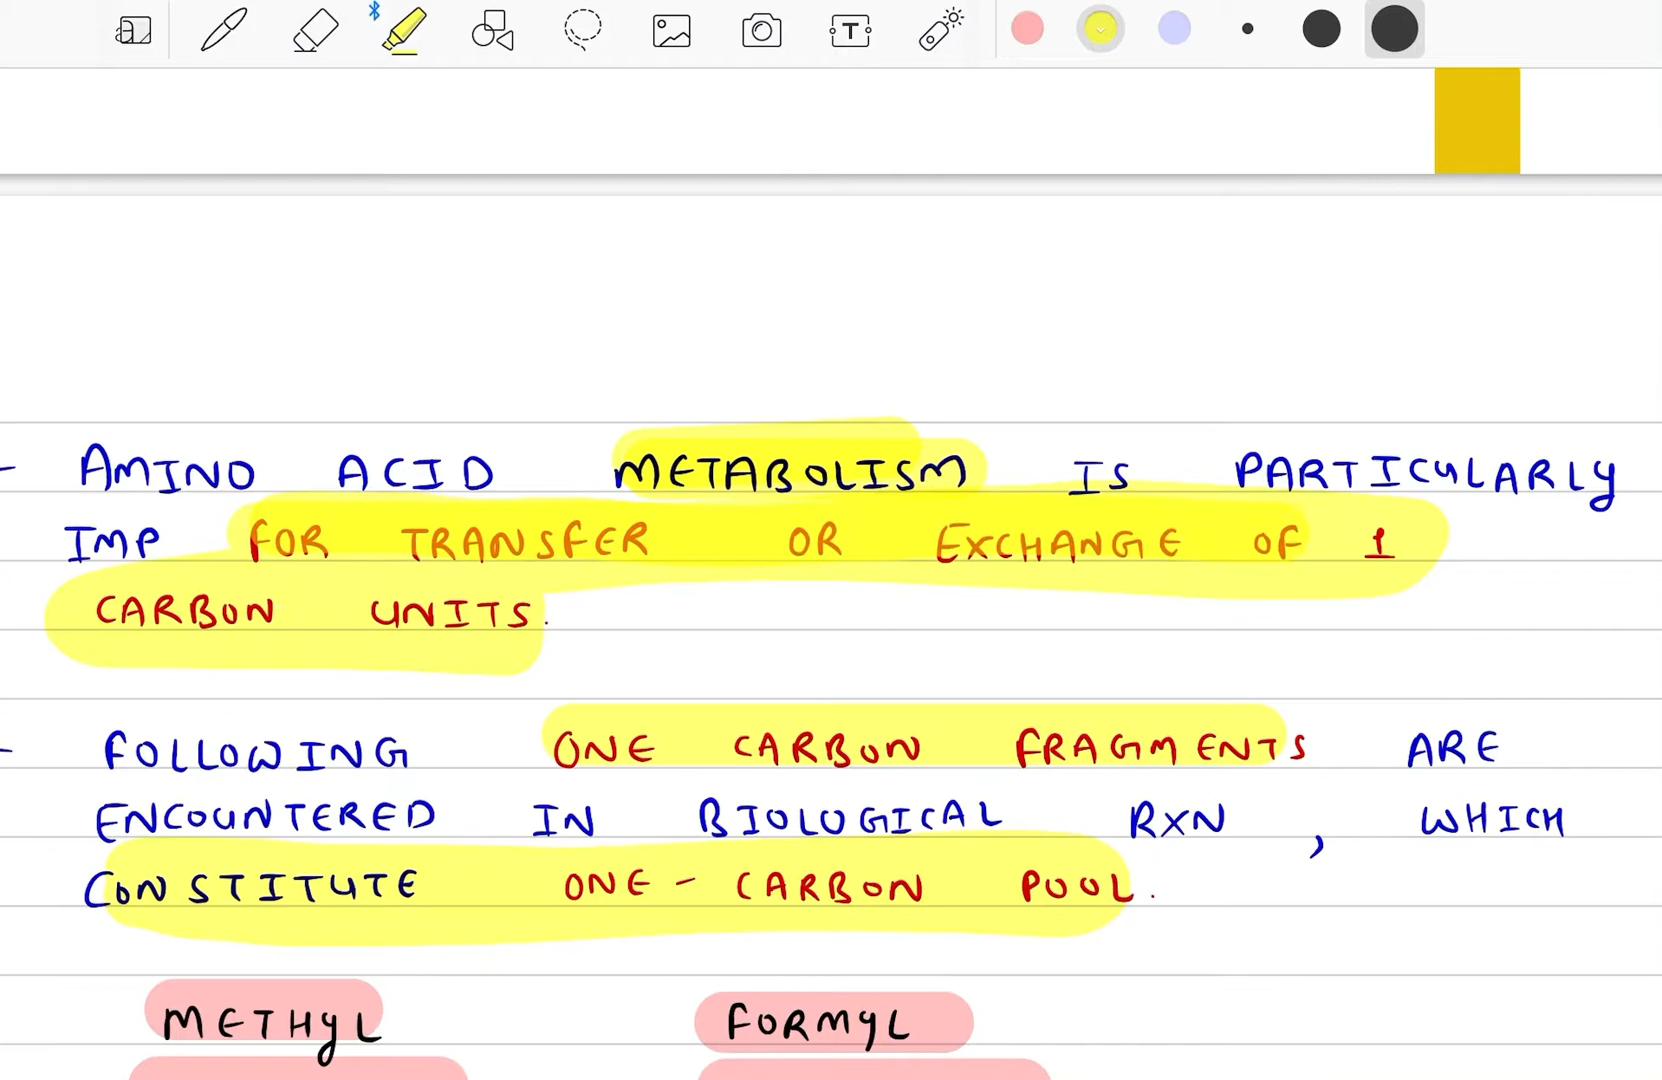 - AMINO ACID METABOLISM IS PARTICULARLY
IMP FOR TRANSFER OR EXCHANGE OF 1
CARBON UNITS.
- FOLLOWING ONE CARBON FRAGMENTS ARE
ENCOUNTERED IN BIOLOGICAL RXN, WHICH
CONSTITUTE ONE-CARBON POOL.
METHYL FORMYL